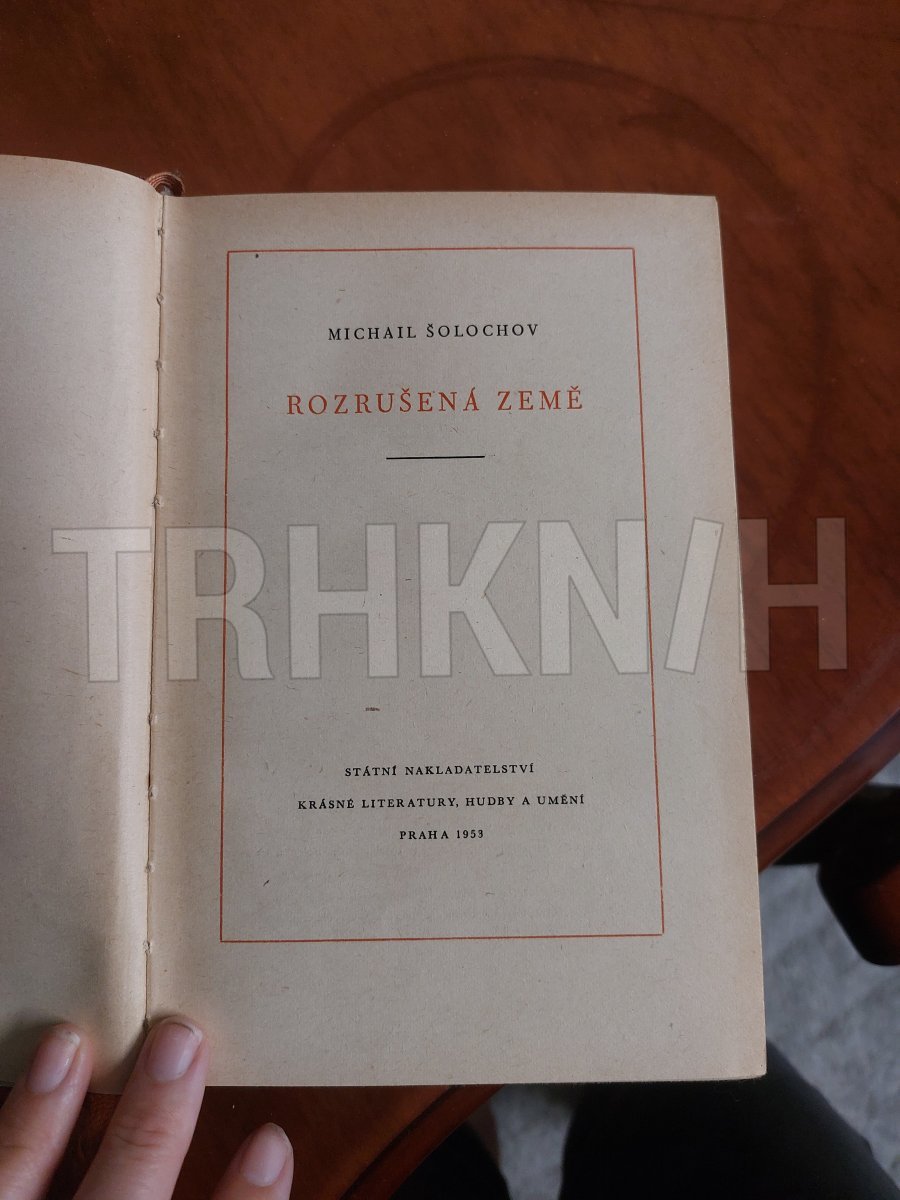 MICHAIL ŠOLOCHOV
ROZRUŠENÁ ZEMĚ
TRHKNIH
STÁTNÍ NAKLADATELSTVÍ
KRÁSNÉ LITERATURY, HUDBY A UMĚNÍ
PRAHA 1953